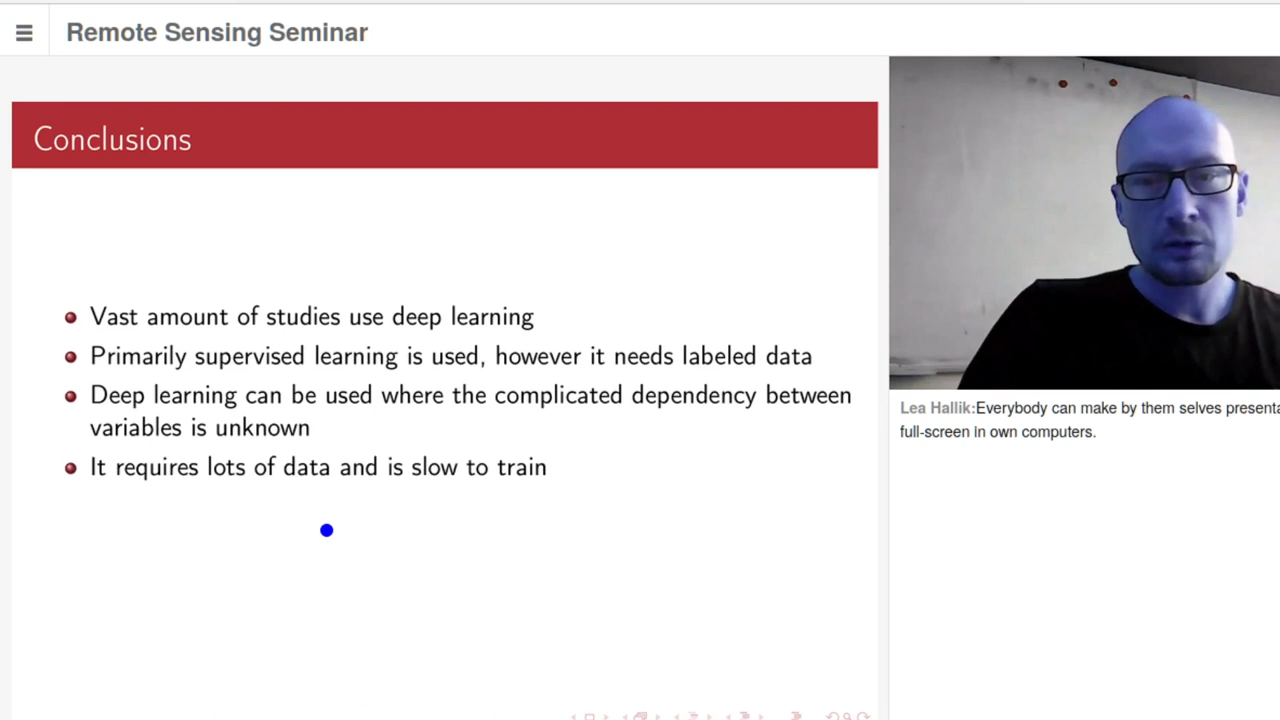 Remote Sensing Seminar
Conclusions
Vast amount of studies use deep learning
Primarily supervised learning is used, however it needs labeled data
Deep learning can be used where the complicated dependency between
variables is unknown
It requires lots of data and is slow to train
Lea Hallik:Everybody can make by them selves presenta
full-screen in own computers.